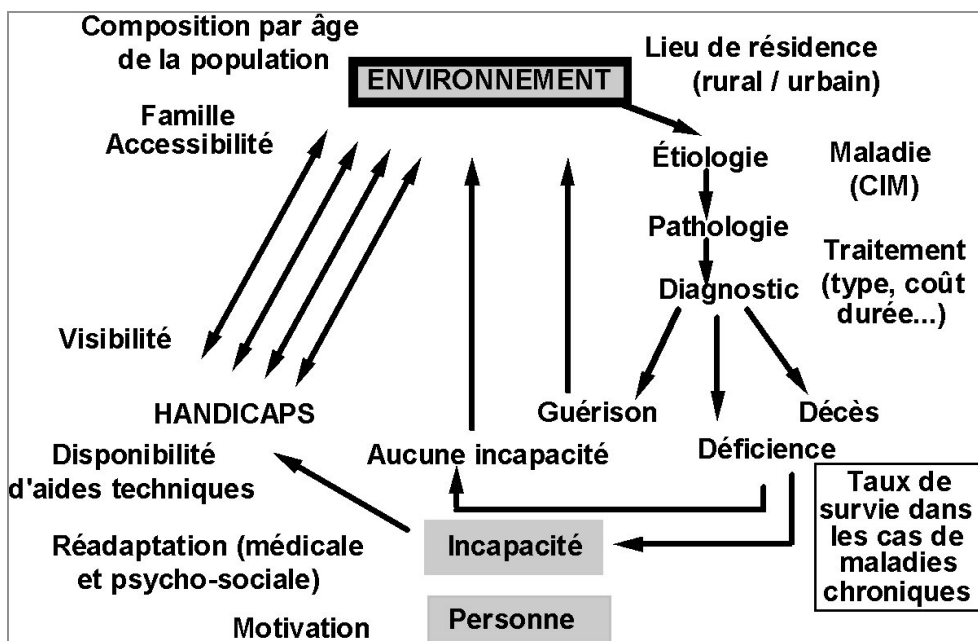 Composition par âge
de la population
ENVIRONNEMENT
Lieu de résidence
(rural / urbain)
Famille
Accessibilité
Étiologie
Maladie
(CIM)
Pathologie
Traitement
(type, coût
durée...)
Diagnostic
Visibilité
HANDICAPS
Guérison
Décès
Déficience
Disponibilité
d'aides techniques
Aucune incapacité
Taux de
survie dans
les cas de
maladies
chroniques
Réadaptation (médicale
et psycho-sociale)
Incapacité
Motivation
Personne